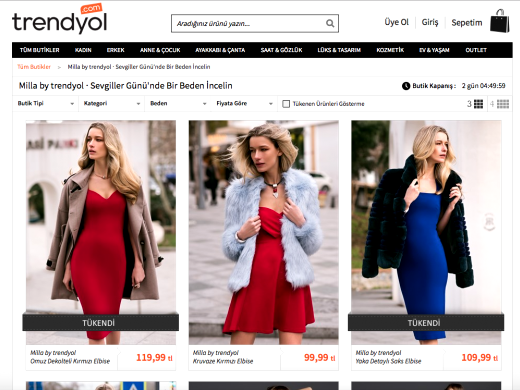 trendyol.com
Aradığınız ürünü yazın...
Üye Ol
Giriş
Sepetim
TÜM BUTİKLER KADIN ERKEK ANNE & ÇOCUK AYAKKABI & ÇANTA SAAT & GÖZLÜK LÜKS & TASARIM KOZMETİK EV & YAŞAM OUTLET
Tüm Butikler » Milla by trendyol · Sevgiller Günü'nde Bir Beden İncelin
Milla by trendyol · Sevgiller Günü'nde Bir Beden İncelin
Butik Kapanış : 2 gün 04:49:59
Butik Tipi Kategori Beden Fiyata Göre Tükenen Ürünleri Gösterme 3 4
TÜKENDİ
TÜKENDİ
Milla by trendyol
Omuz Dekolteli Kırmızı Elbise
119,99 tl
Milla by trendyol
Kruvaze Kırmızı Elbise
99,99 tl
Milla by trendyol
Yaka Detaylı Saks Elbise
109,99 tl